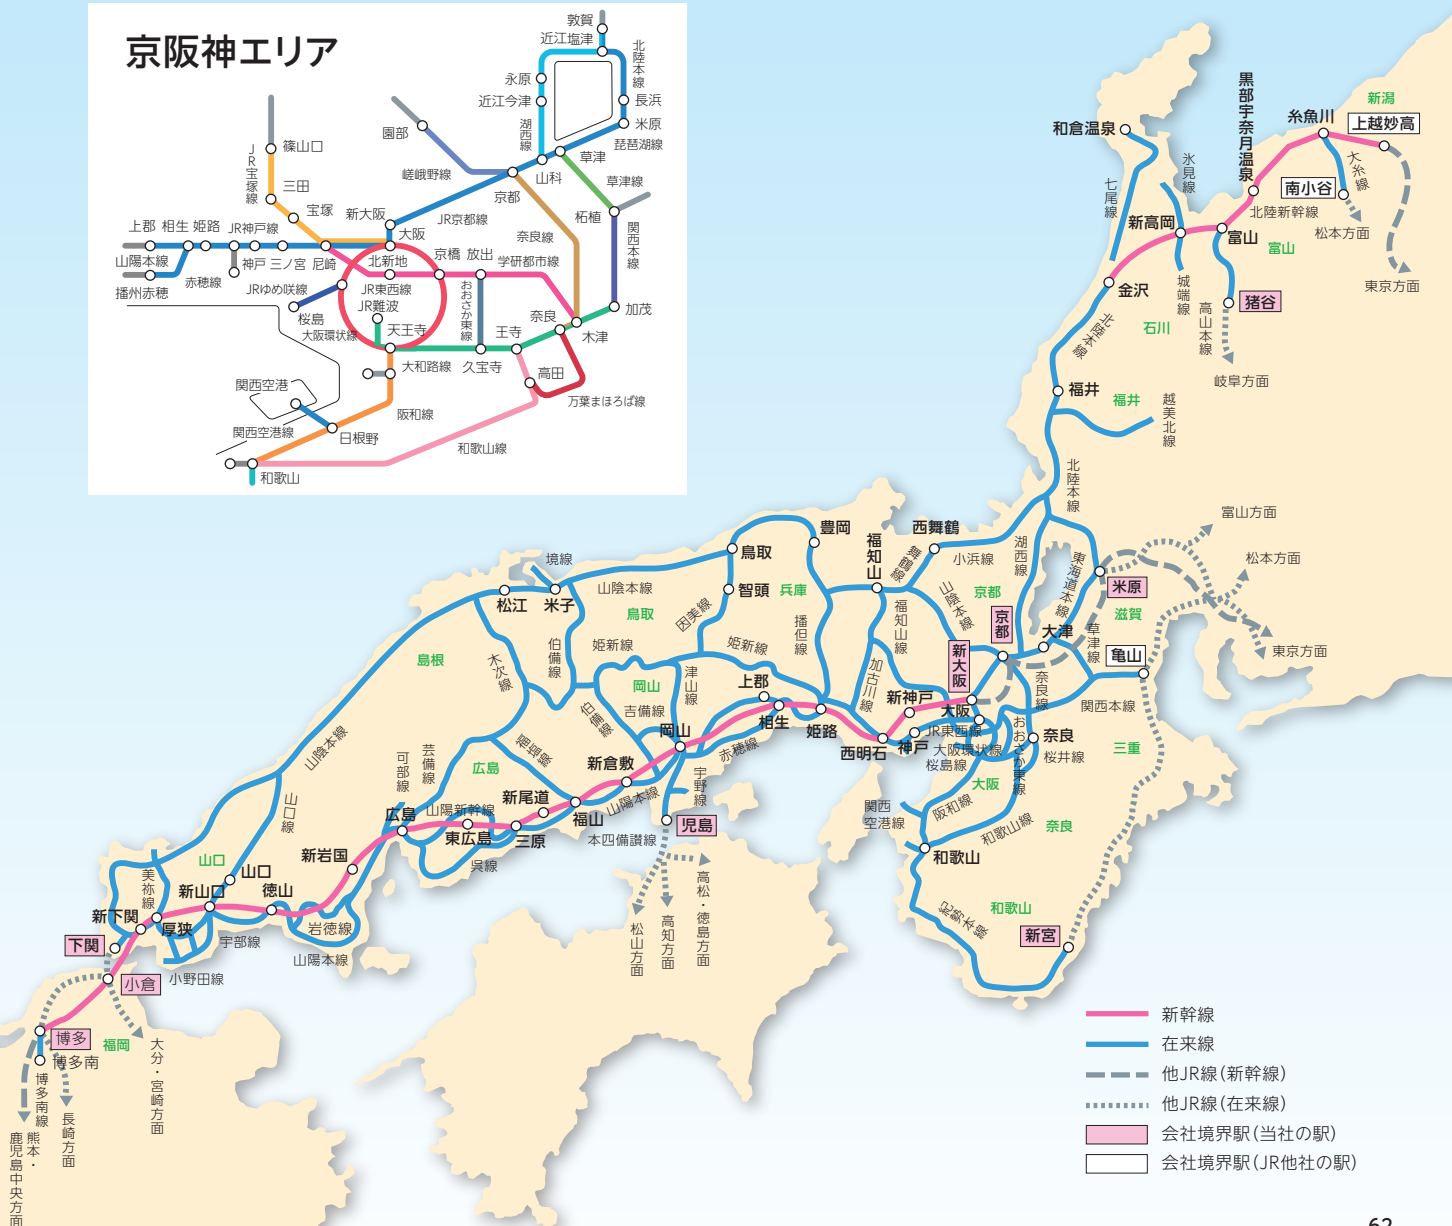 京阪神エリア
敦賀
近江塩津
北陸本線
永原
近江今津
長浜
湖西線
米原
園部
琵琶湖線
草津
篠山口
JR宝塚線
嵯峨野線
山科
草津線
三田
京都
柘植
宝塚
新大阪
JR京都線
上郡
相生
姫路
JR神戸線
大阪
奈良線
関西本線
山陽本線
神戸
三ノ宮
尼崎
北新地
京橋
放出
学研都市線
赤穂線
播州赤穂
JRゆめ咲線
JR東西線
おおさか東線
JR難波
桜島
奈良
加茂
大阪環状線
天王寺
王寺
木津
大和路線
久宝寺
高田
関西空港
万葉まほろば線
阪和線
関西空港線
日根野
和歌山線
和歌山
黒部宇奈月温泉
新潟
糸魚川
上越妙高
和倉温泉
大糸線
氷見線
南小谷
七尾線
北陸新幹線
新高岡
富山
松本方面
富山
東京方面
金沢
城端線
猪谷
高山本線
石川
北陸本線
岐阜方面
福井
福井
越美北線
北陸本線
富山方面
豊岡
福知山
西舞鶴
舞鶴線
小浜線
湖西線
東海道本線
松本方面
鳥取
境線
米原
山陰本線
智頭
兵庫
山陰本線
京都
松江
米子
鳥取
因美線
播但線
福知山線
京都
滋賀
大津
草津線
姫新線
姫新線
伯備線
木次線
島根
新大阪
亀山
東京方面
津山線
加古川線
岡山
上郡
新神戸
奈良線
伯備線
吉備線
大阪
関西本線
相生
姫路
岡山
JR東西線
おおさか東線
奈良
西明石
神戸
大阪環状線
桜井線
三重
山陰本線
可部線
芸備線
福塩線
赤穂線
桜島線
広島
新倉敷
宇野線
大阪
山口線
新尾道
山陽本線
関西
空港線
阪和線
広島
山陽新幹線
福山
児島
和歌山線
奈良
東広島
三原
本四備讃線
新岩国
呉線
和歌山
山口
美祢線
山口
新山口
徳山
高松・徳島方面
和歌山
紀勢本線
新下関
厚狭
宇部線
岩徳線
松山方面
高知方面
新宮
下関
山陽本線
小倉
小野田線
博多
福岡
大分・宮崎方面
博多南
博多南線
長崎方面
熊本・
鹿児島中央方面
新幹線
在来線
他JR線(新幹線)
他JR線(在来線)
会社境界駅(当社の駅)
会社境界駅(JR他社の駅)